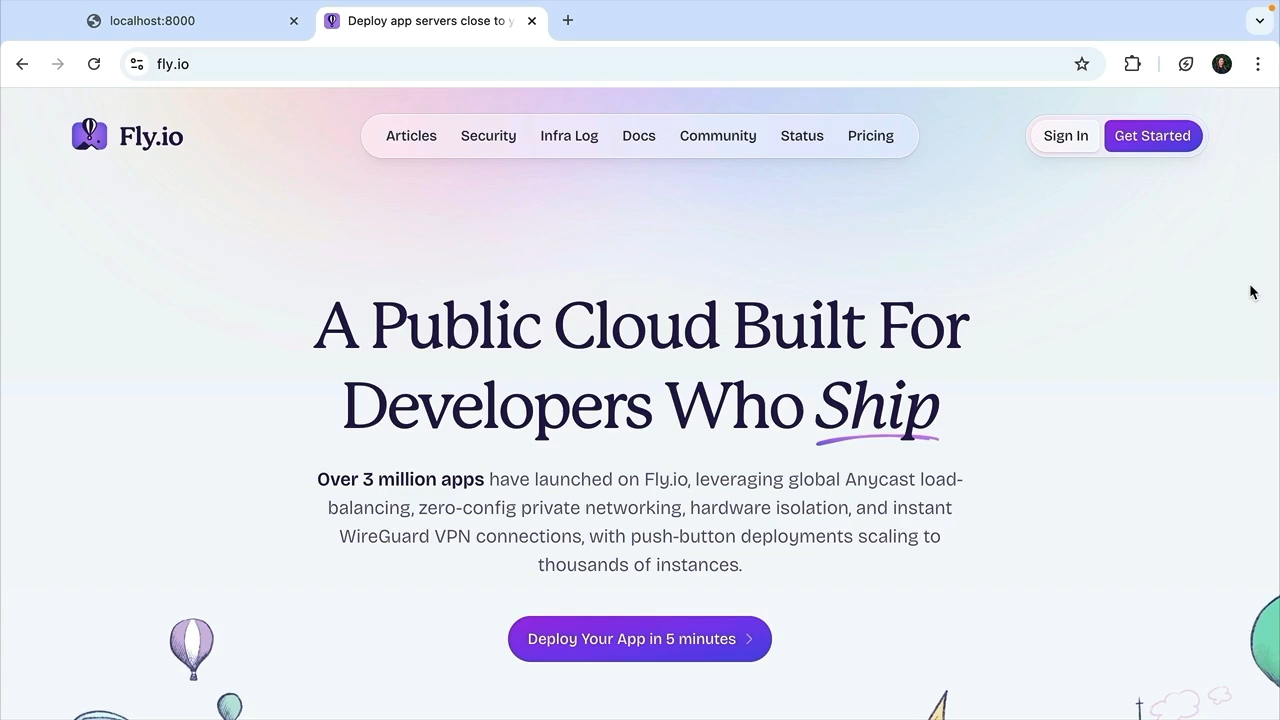 localhost:8000
Deploy app servers close to y
fly.io
Fly.io
Articles Security Infra Log Docs Community Status Pricing
Sign In Get Started
A Public Cloud Built For
Developers Who Ship
Over 3 million apps have launched on Fly.io, leveraging global Anycast load-
balancing, zero-config private networking, hardware isolation, and instant
WireGuard VPN connections, with push-button deployments scaling to
thousands of instances.
Deploy Your App in 5 minutes